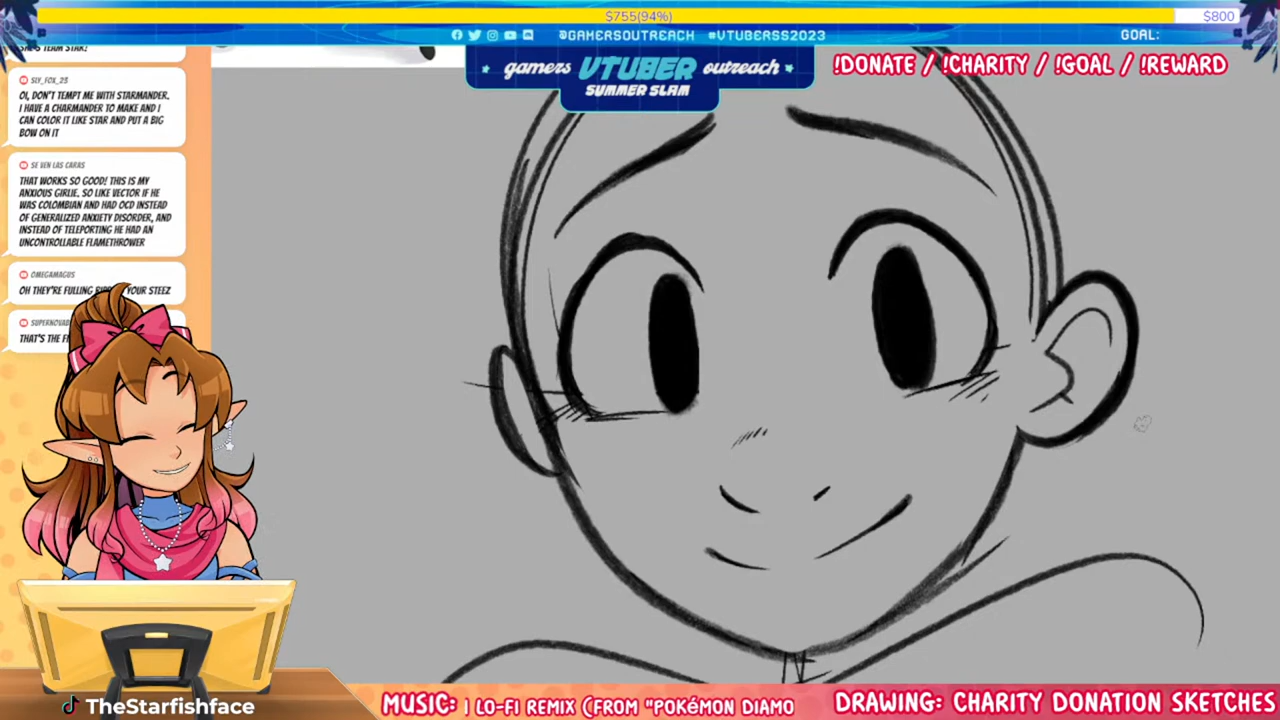 $755(94%)
$800
@GAMERSOUTREACH
#VTUBERSS2023
GOAL:
gamers VTUBER outreach
SUMMER SLAM
!DONATE / !CHARITY / !GOAL / !REWARD
SHE'S TEAM STAR!
SLY_FOX_23
OI, DON'T TEMPT ME WITH STARMANDER.
I HAVE A CHARMANDER TO MAKE AND I
CAN COLOR IT LIKE STAR AND PUT A BIG
BOW ON IT
SE VEN LAS CARAS
THAT WORKS SO GOOD! THIS IS MY
ANXIOUS GIRLIE. SO LIKE VECTOR IF HE
WAS COLOMBIAN AND HAD OCD INSTEAD
OF GENERALIZED ANXIETY DISORDER, AND
INSTEAD OF TELEPORTING HE HAD AN
UNCONTROLLABLE FLAMETHROWER
OMEGAMAGUS
OH THEY'RE FULLING YOUR STEEZ
THAT'S THE
TheStarfishface
MUSIC: | LO-FI REMIX (FROM "POKéMON DIAMO
DRAWING: CHARITY DONATION SKETCHES